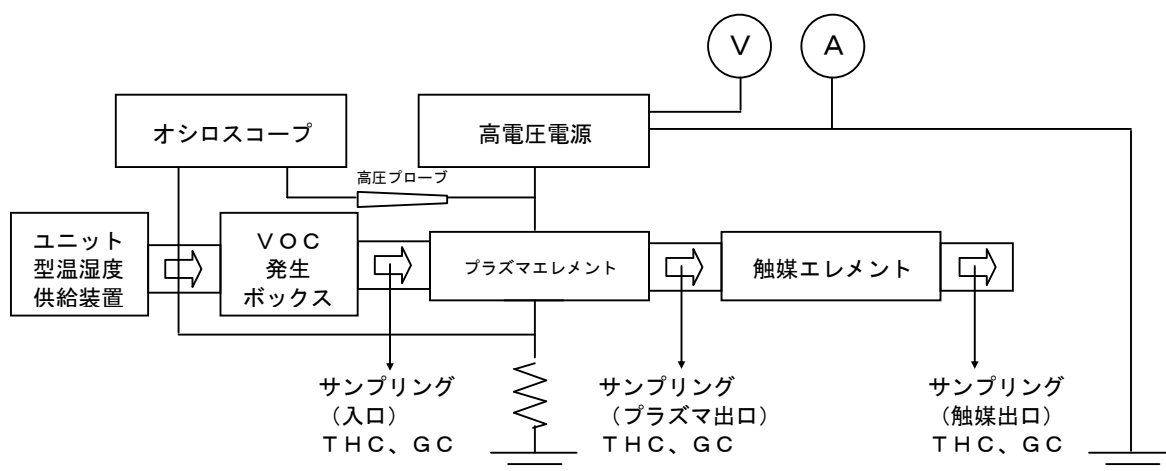 Ｖ
Ａ
オシロスコープ
高電圧電源
高圧プローブ
ユニット
型温湿度
供給装置
ＶＯＣ
発生
ボックス
プラズマエレメント
触媒エレメント
サンプリング
（入口）
ＴＨＣ、ＧＣ
サンプリング
（プラズマ出口）
ＴＨＣ、ＧＣ
サンプリング
（触媒出口）
ＴＨＣ、ＧＣ